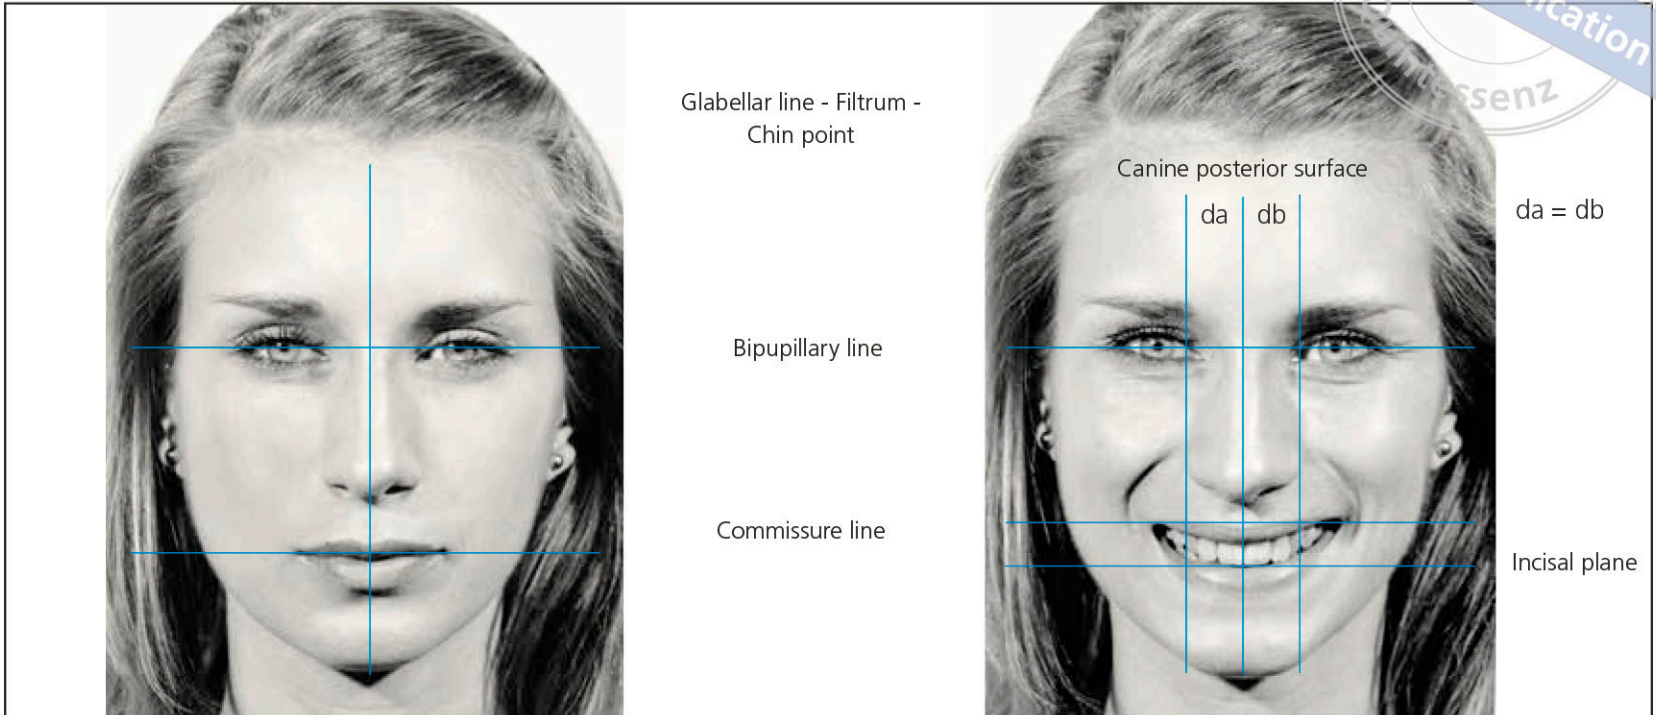 Glabellar line - Filtrum -
Chin point
Canine posterior surface
da
db
da = db
Bipupillary line
Commissure line
Incisal plane